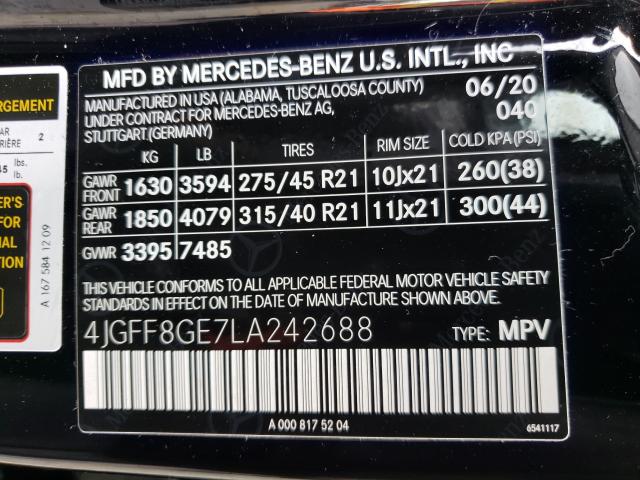 MFD BY MERCEDES-BENZ U.S. INTL., INC
MANUFACTURED IN USA (ALABAMA, TUSCALOOSA COUNTY) 06/20
UNDER CONTRACT FOR MERCEDES-BENZ AG, 040
STUTTGART (GERMANY)
KG LB TIRES RIM SIZE COLD KPA (PSI)
GAWR FRONT 1630 3594 275/45 R21 10Jx21 260(38)
GAWR REAR 1850 4079 315/40 R21 11Jx21 300(44)
GVWR 3395 7485
THIS VEHICLE CONFORMS TO ALL APPLICABLE FEDERAL MOTOR VEHICLE SAFETY
STANDARDS IN EFFECT ON THE DATE OF MANUFACTURE SHOWN ABOVE.
4JGFF8GE7LA242688 TYPE: MPV
A 000 817 52 04
6541117
ARGEMENT
2
lbs.
lb.
A 167 584 12 09